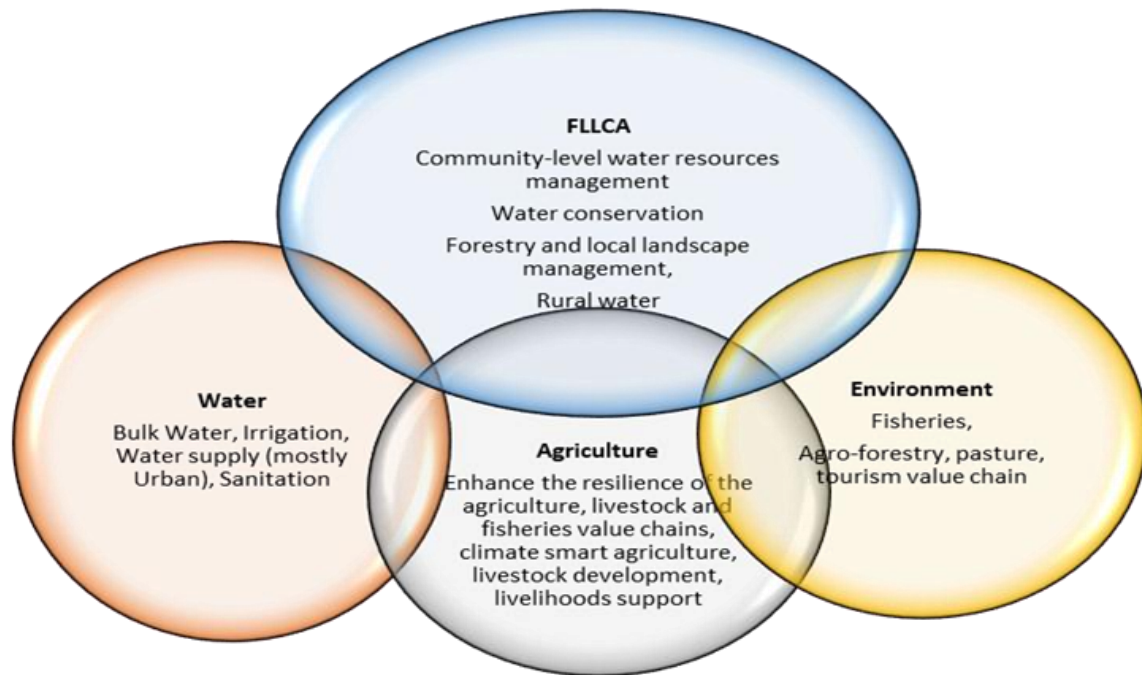 FLLCA
Community-level water resources
management
Water conservation
Forestry and local landscape
management,
Rural water
Water
Bulk Water, Irrigation,
Water supply (mostly
Urban), Sanitation
Agriculture
Enhance the resilience of the
agriculture, livestock and
fisheries value chains,
climate smart agriculture,
livestock development,
livelihoods support
Environment
Fisheries,
Agro-forestry, pasture,
tourism value chain